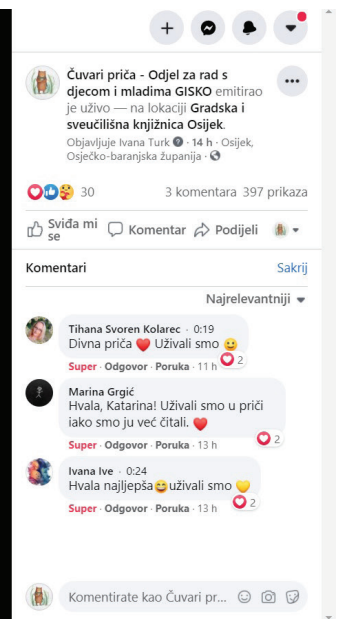 Čuvari priča - Odjel za rad s
djecom i mladima GISKO emitirao
je uživo — na lokaciji Gradska i
sveučilišna knjižnica Osijek.
Objavljuje Ivana Turk · 14 h · Osijek,
Osječko-baranjska županija ·
30 3 komentara 397 prikaza
Sviđa mi
se Komentar Podijeli
Komentari Sakrij
Najrelevantniji
Tihana Svoren Kolarec · 0:19
Divna priča ❤️ Uživali smo 🙂
Super · Odgovor · Poruka · 11 h 2
Marina Grgić
Hvala, Katarina! Uživali smo u priči
iako smo ju već čitali. ❤️
Super · Odgovor · Poruka · 13 h 2
Ivana Ive · 0:24
Hvala najljepša😄uživali smo 💛
Super · Odgovor · Poruka · 13 h 2
Komentirate kao Čuvari pr...